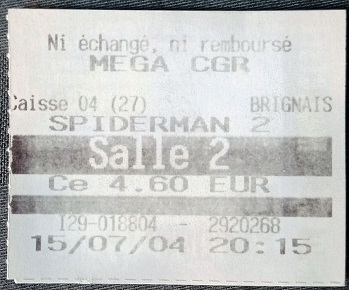 Ni échangé, ni remboursé
MEGA CGR
Caisse 04 (27) BRIGNAIS
SPIDERMAN 2
Salle 2
Ce 4.60 EUR
129-018804 - 2920268
15/07/04 20:15